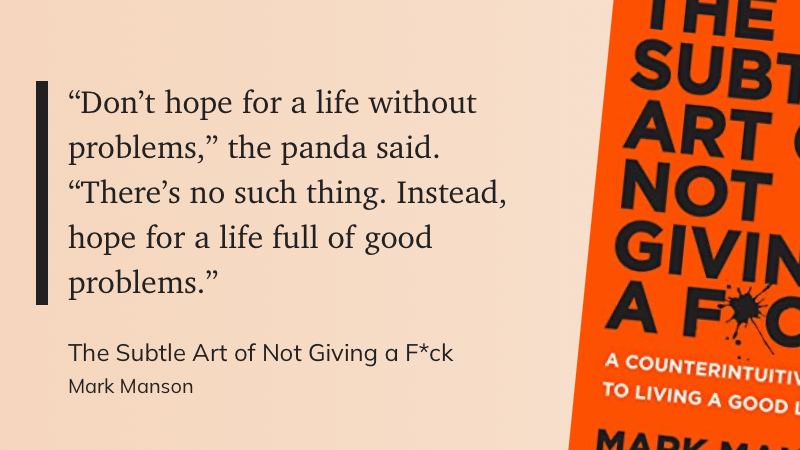 “Don’t hope for a life without
problems,” the panda said.
“There’s no such thing. Instead,
hope for a life full of good
problems.”
The Subtle Art of Not Giving a F*ck
Mark Manson
THE
SUBT
ART
NOT
GIVIN
A F
A COUNTERINTUITIV
TO LIVING A GOOD L
MARK MAN